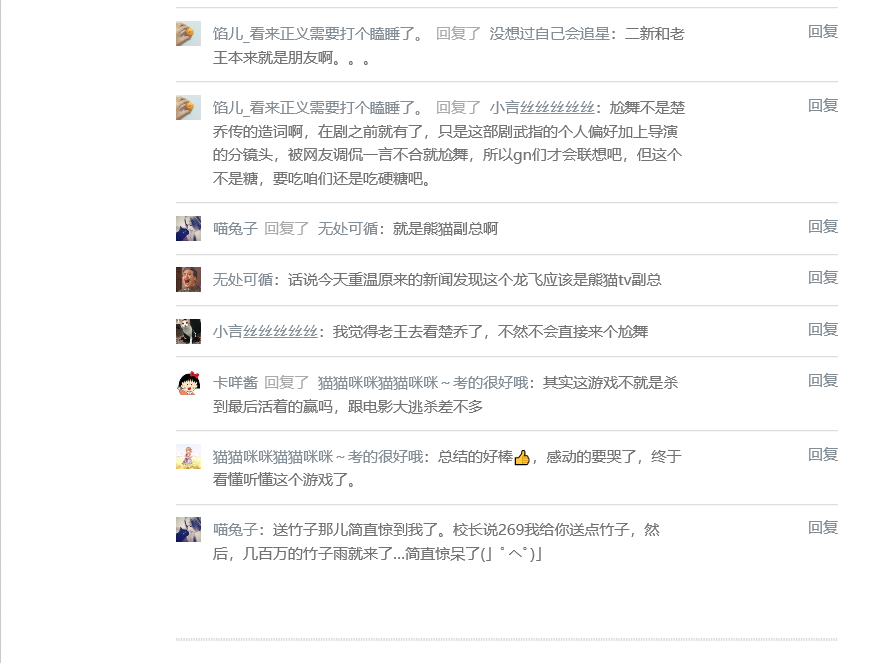 馅儿_看来正义需要打个瞌睡了。 回复了 没想过自己会追星：二新和老 回复
王本来就是朋友啊。。。
馅儿_看来正义需要打个瞌睡了。 回复了 小言丝丝丝丝丝：尬舞不是楚 回复
乔传的造词啊，在剧之前就有了，只是这部剧武指的个人偏好加上导演
的分镜头，被网友调侃一言不合就尬舞，所以gn们才会联想吧，但这个
不是糖，要吃咱们还是吃硬糖吧。
喵兔子 回复了 无处可循：就是熊猫副总啊 回复
无处可循：话说今天重温原来的新闻发现这个龙飞应该是熊猫tv副总 回复
小言丝丝丝丝丝：我觉得老王去看楚乔了，不然不会直接来个尬舞 回复
卡咩酱 回复了 猫猫咪咪猫猫咪咪～考的很好哦：其实这游戏不就是杀 回复
到最后活着的赢吗，跟电影大逃杀差不多
猫猫咪咪猫猫咪咪～考的很好哦：总结的好棒👍，感动的要哭了，终于 回复
看懂听懂这个游戏了。
喵兔子：送竹子那儿简直惊到我了。校长说269我给你送点竹子，然 回复
后，几百万的竹子雨就来了...简直惊呆了(」ﾟヘﾟ)」